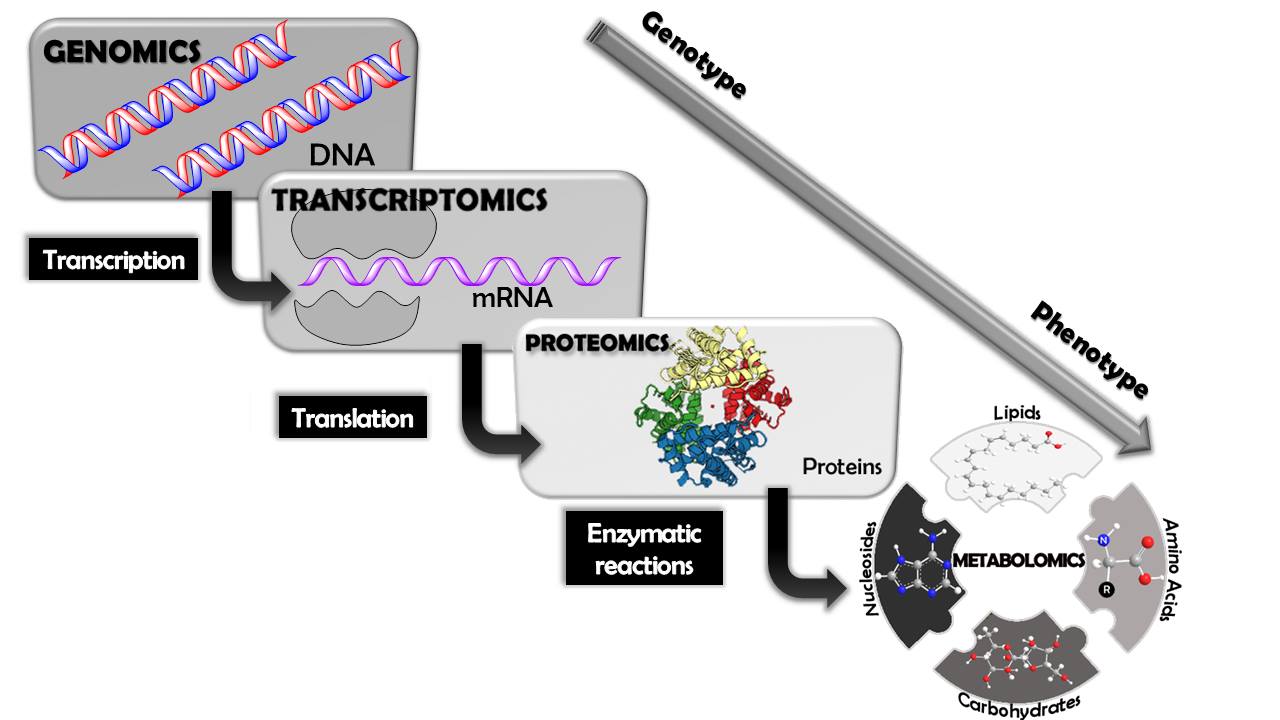 GENOMICS
DNA
Genotype
Transcription
TRANSCRIPTOMICS
mRNA
Translation
PROTEOMICS
Proteins
Phenotype
Enzymatic
reactions
Lipids
Nucleosides
METABOLOMICS
Amino Acids
N
R
Carbohydrates